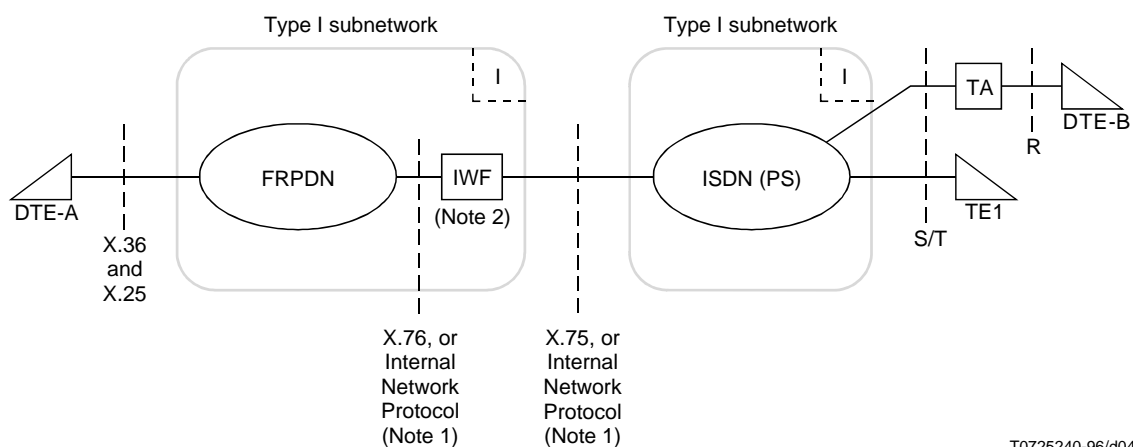 Type I subnetwork
Type I subnetwork
I
I
TA
DTE-B
R
FRPDN
IWF
(Note 2)
ISDN (PS)
DTE-A
TE1
S/T
X.36
and
X.25
X.76, or
Internal
Network
Protocol
(Note 1)
X.75, or
Internal
Network
Protocol
(Note 1)
T0725240-96/d04